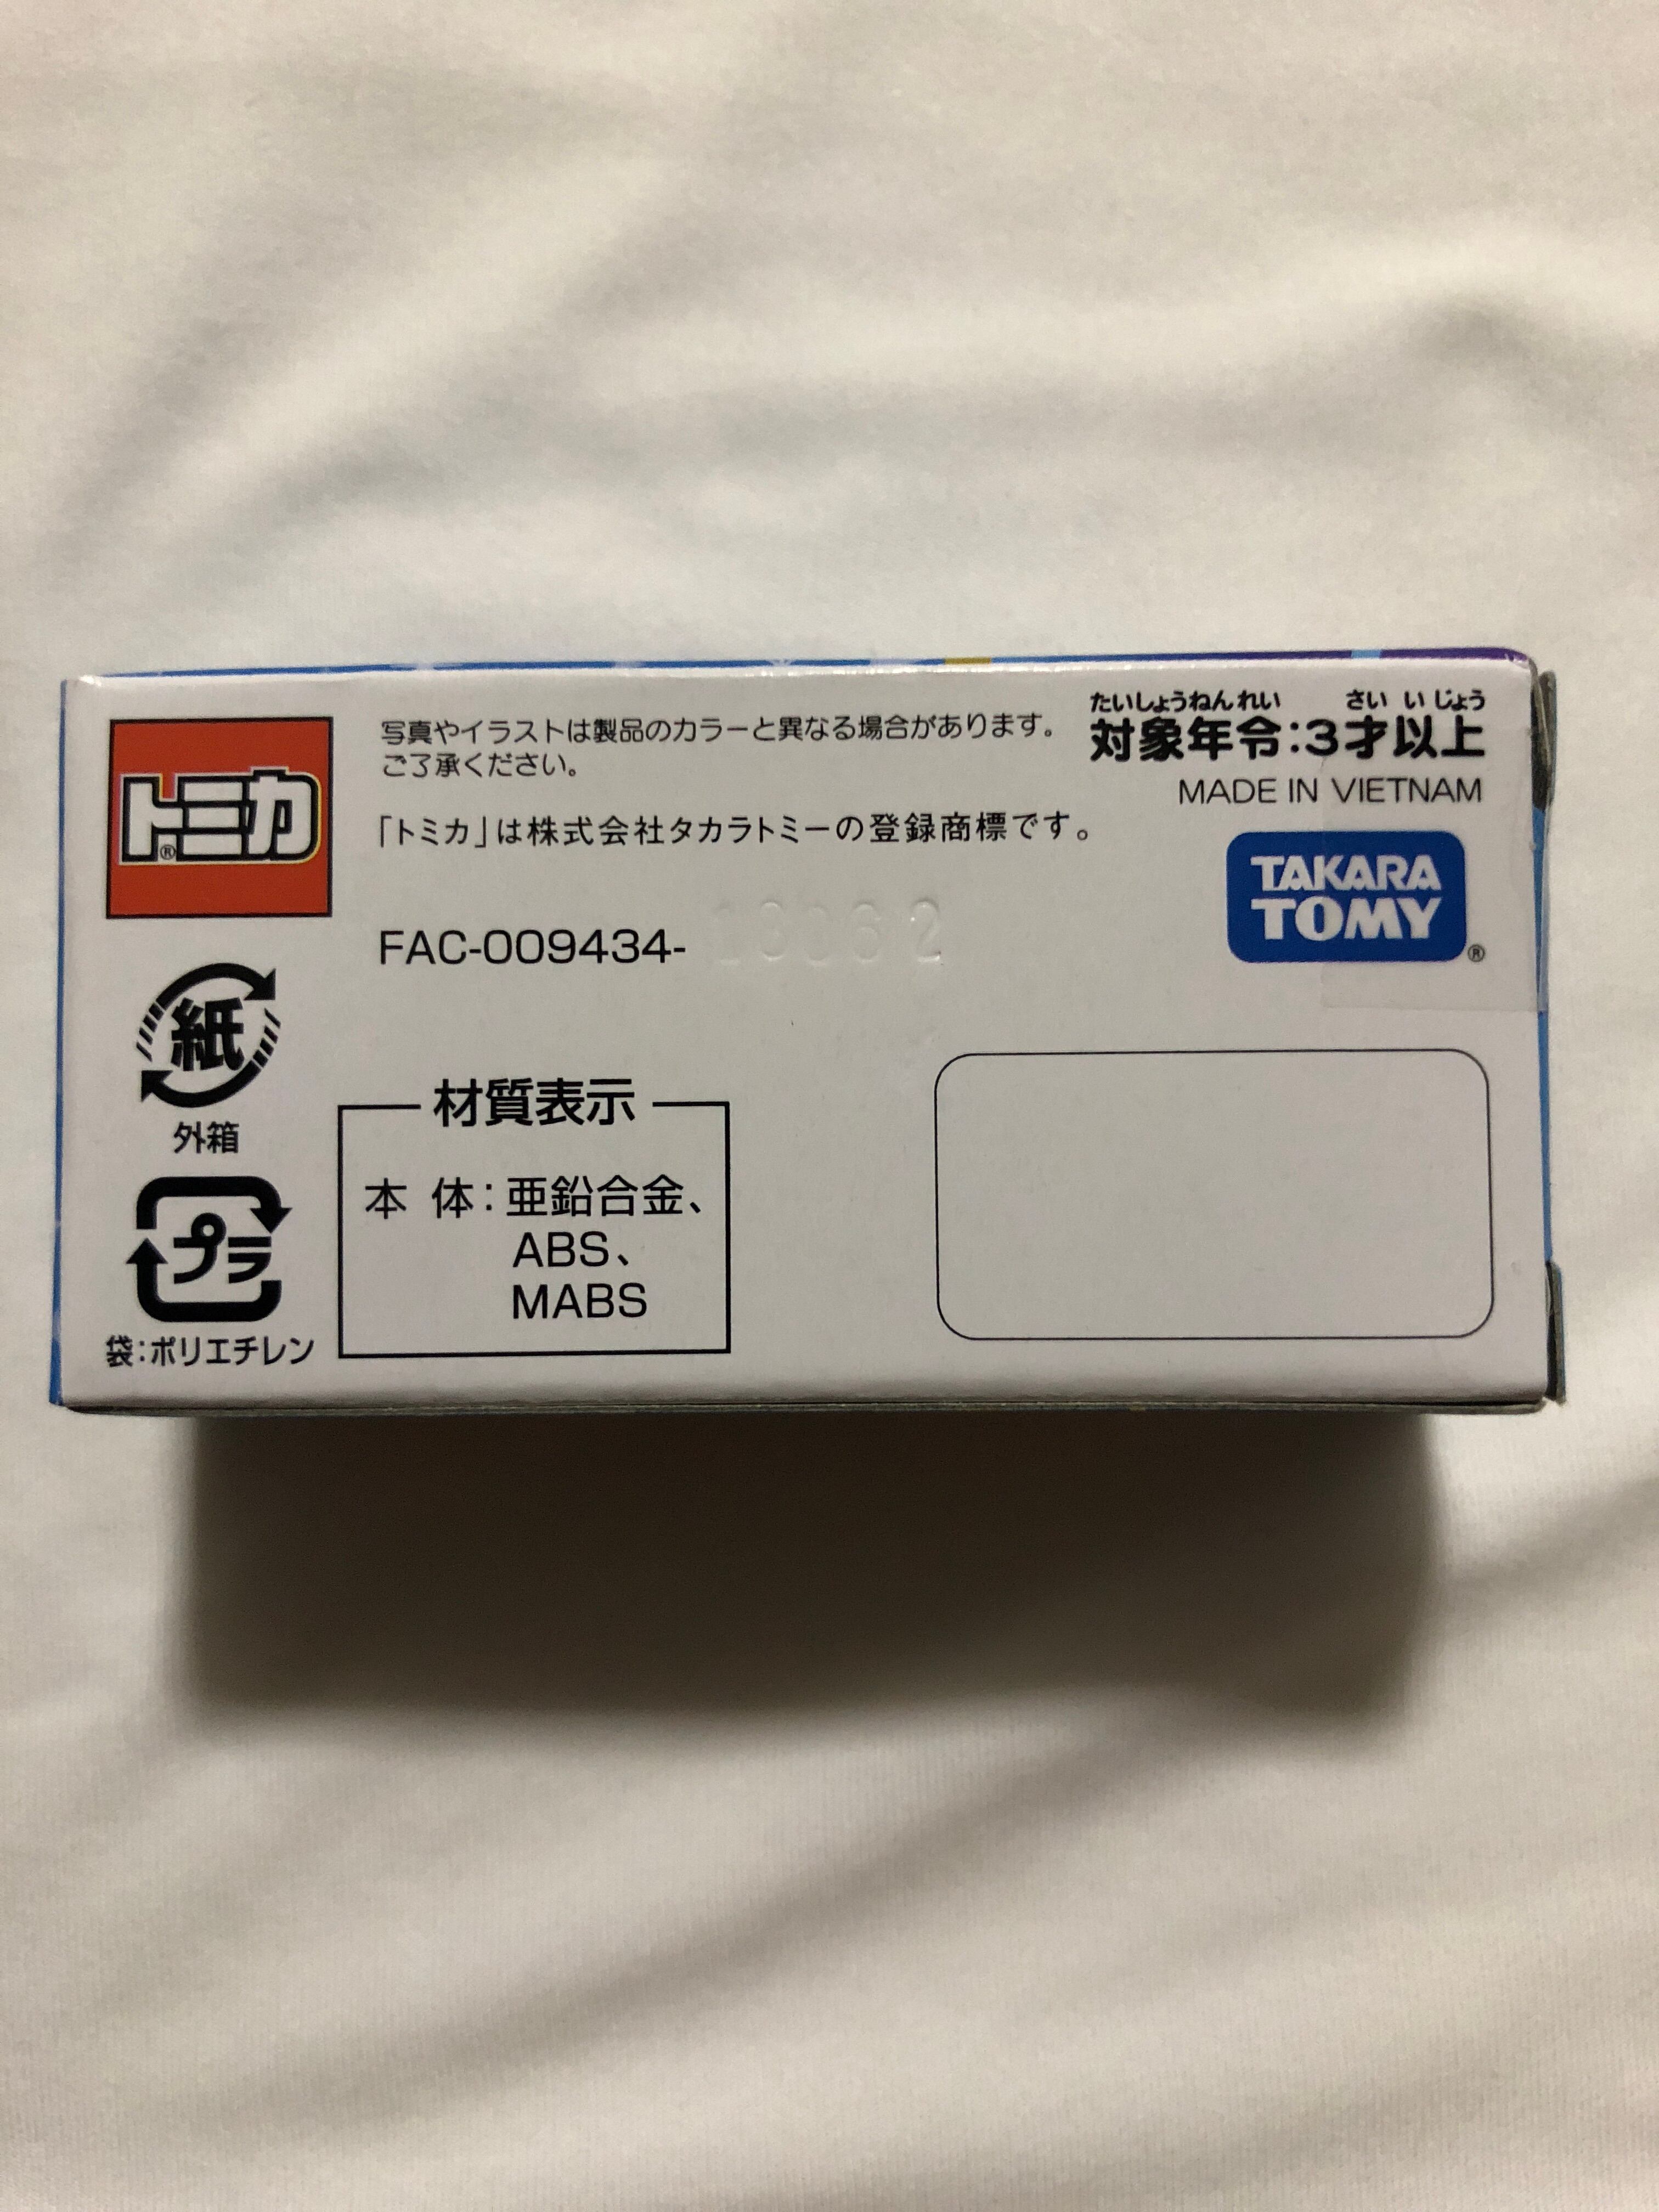 トミカ®
写真やイラストは製品のカラーと異なる場合があります。
ご了承ください。
「トミカ」は株式会社タカラトミーの登録商標です。
FAC-009434-
たいしょうねんれい さい い じょう
対象年令:3才以上
MADE IN VIETNAM
TAKARA
TOMY®
紙
外箱
プラ
袋:ポリエチレン
材質表示
本 体:亜鉛合金、
ABS、
MABS